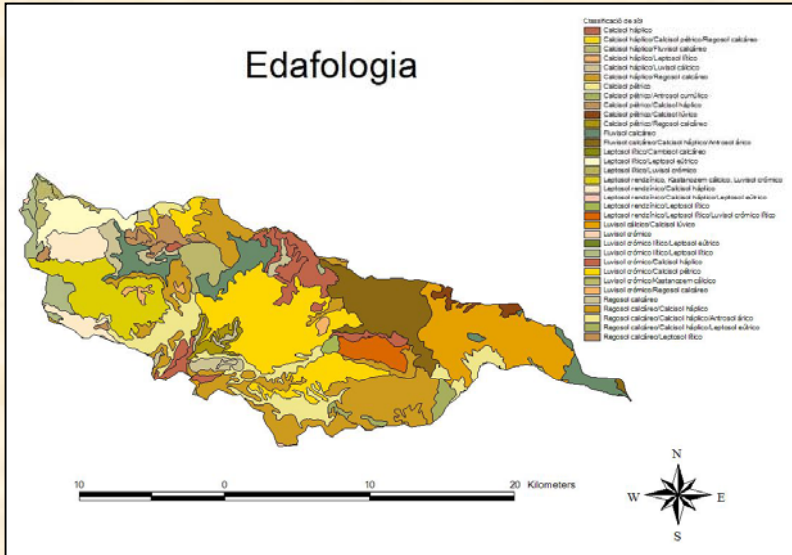 Edafologia
Classificació de sòl
Calcisol háplico
Calcisol háplico/Calcisol pétrico/Regosol calcáreo
Calcisol háplico/Fluvisol calcáreo
Calcisol háplico/Leptosol lítico
Calcisol háplico/Luvisol cálcico
Calcisol háplico/Regosol calcáreo
Calcisol pétrico
Calcisol pétrico/Antrosol cumúlico
Calcisol pétrico/Calcisol háplico
Calcisol pétrico/Calcisol lúvico
Calcisol pétrico/Regosol calcáreo
Fluvisol calcáreo
Fluvisol calcáreo/Calcisol háplico/Antrosol árico
Leptosol lítico/Cambisol calcáreo
Leptosol lítico/Leptosol eútrico
Leptosol lítico/Luvisol crómico
Leptosol rendzínico, Kastanozem cálcico, Luvisol crómico
Leptosol rendzínico/Calcisol háplico
Leptosol rendzínico/Calcisol háplico/Leptosol eútrico
Leptosol rendzínico/Leptosol lítico
Leptosol rendzínico/Leptosol lítico/Luvisol crómico lítico
Luvisol cálcico/Calcisol lúvico
Luvisol crómico
Luvisol crómico lítico/Leptosol eútrico
Luvisol crómico lítico/Leptosol lítico
Luvisol crómico/Calcisol háplico
Luvisol crómico/Calcisol pétrico
Luvisol crómico/Kastanozem cálcico
Luvisol crómico/Regosol calcáreo
Regosol calcáreo
Regosol calcáreo/Calcisol háplico
Regosol calcáreo/Calcisol háplico/Antrosol árico
Regosol calcáreo/Calcisol háplico/Leptosol eútrico
Regosol calcáreo/Leptosol lítico
10 0 10 20 Kilometers
N
W E
S